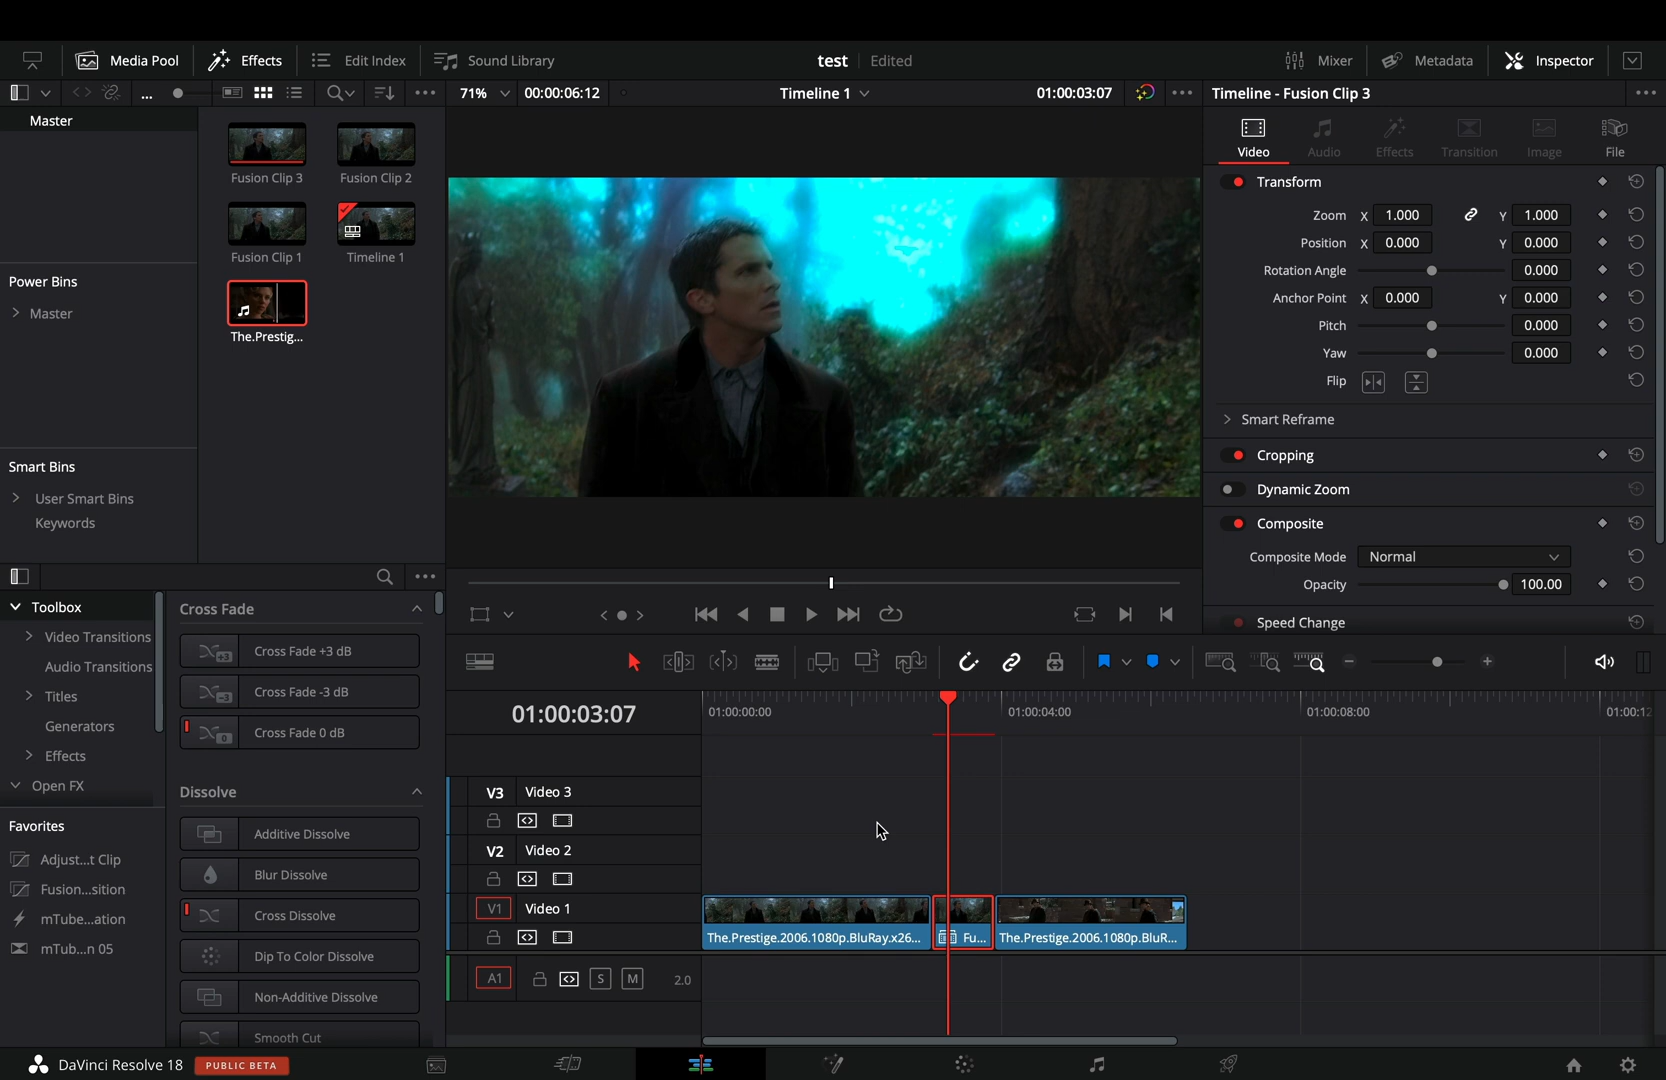 Media Pool
Effects
Edit Index
Sound Library
test
Edited
Mixer
Metadata
Inspector
71%
00:00:06:12
Timeline 1
01:00:03:07
Timeline - Fusion Clip 3
Master
Fusion Clip 3
Fusion Clip 2
Fusion Clip 1
Timeline 1
The.Prestig...
Power Bins
Master
Smart Bins
User Smart Bins
Keywords
Video
Audio
Effects
Transition
Image
File
Transform
Zoom X 1.000 Y 1.000
Position X 0.000 Y 0.000
Rotation Angle 0.000
Anchor Point X 0.000 Y 0.000
Pitch 0.000
Yaw 0.000
Flip
Smart Reframe
Cropping
Dynamic Zoom
Composite
Composite Mode Normal
Opacity 100.00
Speed Change
Toolbox
Video Transitions
Audio Transitions
Titles
Generators
Effects
Open FX
Favorites
Adjust...t Clip
Fusion...sition
mTube...ation
mTub...n 05
Cross Fade
+3
Cross Fade +3 dB
-3
Cross Fade -3 dB
0
Cross Fade 0 dB
Dissolve
Additive Dissolve
Blur Dissolve
Cross Dissolve
Dip To Color Dissolve
Non-Additive Dissolve
Smooth Cut
01:00:03:07
01:00:00:00
01:00:04:00
01:00:08:00
01:00:12
V3 Video 3
V2 Video 2
V1 Video 1
The.Prestige.2006.1080p.BluRay.x26...
Fu...
The.Prestige.2006.1080p.BluR...
A1
S
M
2.0
DaVinci Resolve 18
PUBLIC BETA